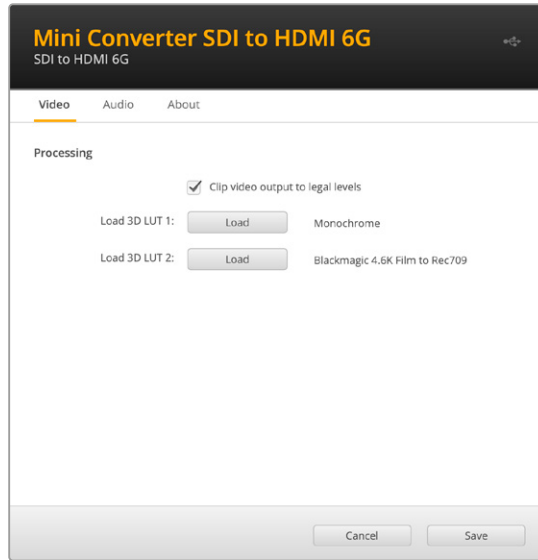 Mini Converter SDI to HDMI 6G
SDI to HDMI 6G
Video Audio About
Processing
Clip video output to legal levels
Load 3D LUT 1: Load Monochrome
Load 3D LUT 2: Load Blackmagic 4.6K Film to Rec709
Cancel Save